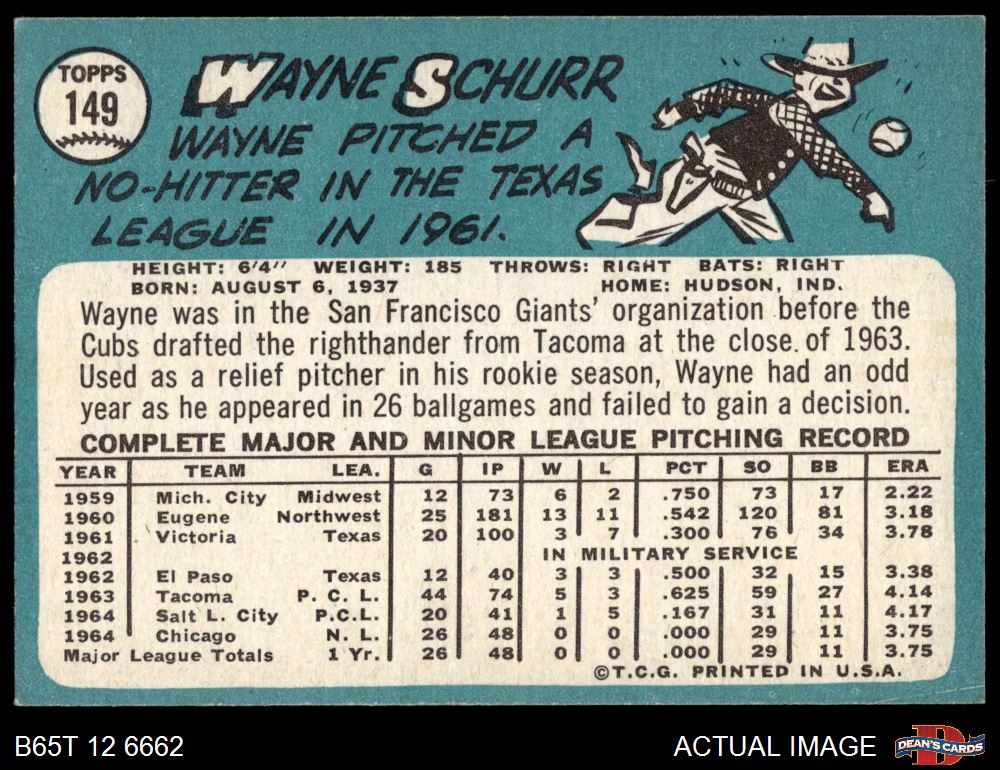 TOPPS
149
WAYNE SCHURR
WAYNE PITCHED A
NO-HITTER IN THE TEXAS
LEAGUE IN 1961.
HEIGHT: 6'4" WEIGHT: 185 THROWS: RIGHT BATS: RIGHT
BORN: AUGUST 6, 1937 HOME: HUDSON, IND.
Wayne was in the San Francisco Giants' organization before the
Cubs drafted the righthander from Tacoma at the close of 1963.
Used as a relief pitcher in his rookie season, Wayne had an odd
year as he appeared in 26 ballgames and failed to gain a decision.
COMPLETE MAJOR AND MINOR LEAGUE PITCHING RECORD
YEAR TEAM LEA. G IP W L PCT SO BB ERA
1959 Mich. City Midwest 12 73 6 2 .750 73 17 2.22
1960 Eugene Northwest 25 181 13 11 .542 120 81 3.18
1961 Victoria Texas 20 100 3 7 .300 76 34 3.78
1962 IN MILITARY SERVICE
1962 El Paso Texas 12 40 3 3 .500 32 15 3.38
1963 Tacoma P. C. L. 44 74 5 3 .625 59 27 4.14
1964 Salt L. City P.C.L. 20 41 1 5 .167 31 11 4.17
1964 Chicago N. L. 26 48 0 0 .000 29 11 3.75
Major League Totals 1 Yr. 26 48 0 0 .000 29 11 3.75
©T.C.G. PRINTED IN U.S.A.
B65T 12 6662
ACTUAL IMAGE
D
DEAN'S CARDS